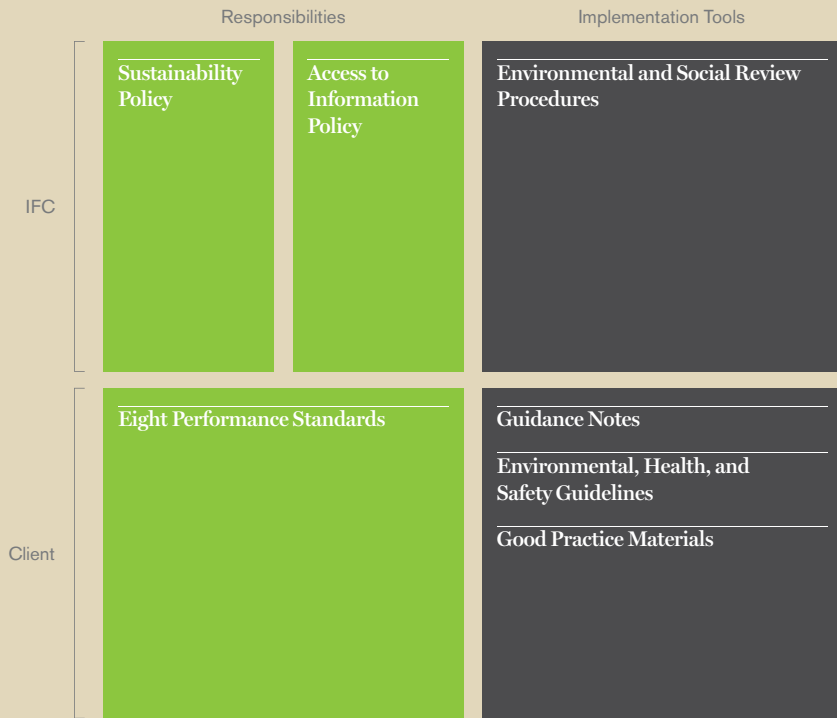 Responsibilities
Implementation Tools
IFC
Sustainability
Policy
Access to
Information
Policy
Environmental and Social Review
Procedures
Client
Eight Performance Standards
Guidance Notes
Environmental, Health, and
Safety Guidelines
Good Practice Materials